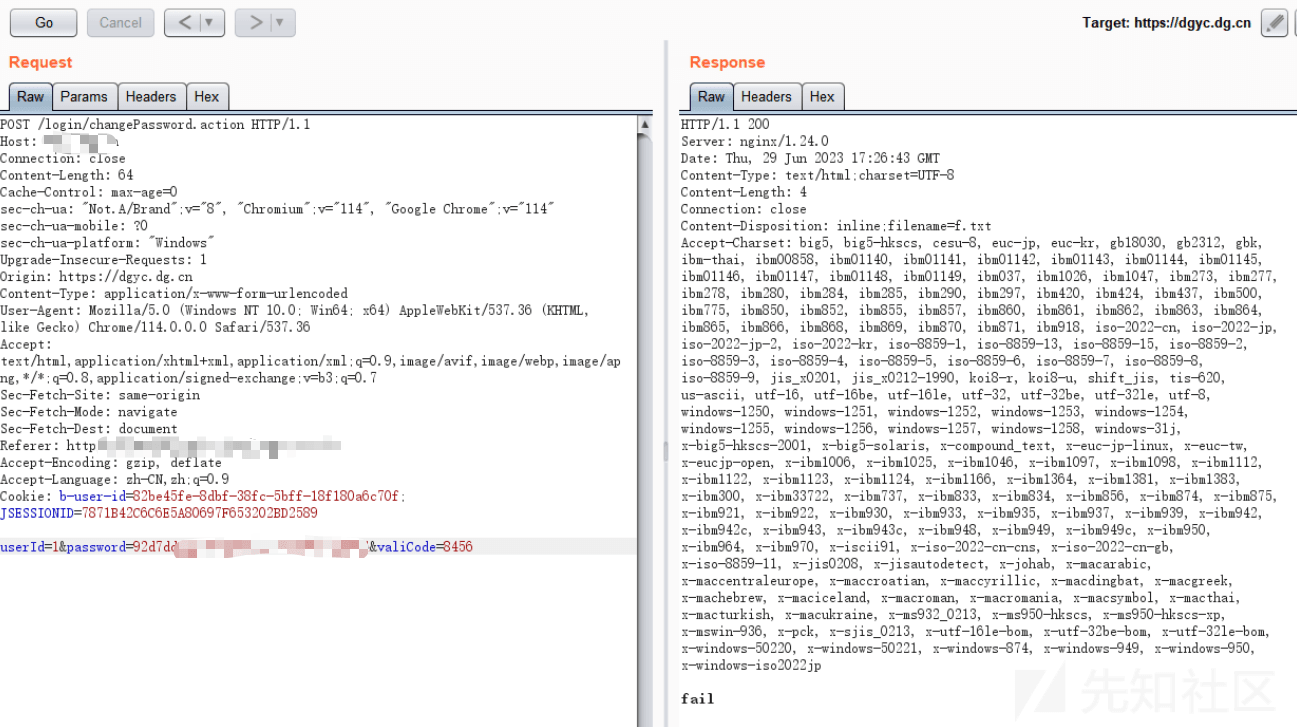 Go
Cancel
<
>
Target: https://dgyc.dg.cn
Request
Raw
Params
Headers
Hex
POST /login/changePassword.action HTTP/1.1
Host:
Connection: close
Content-Length: 64
Cache-Control: max-age=0
sec-ch-ua: "Not.A/Brand";v="8", "Chromium";v="114", "Google Chrome";v="114"
sec-ch-ua-mobile: ?0
sec-ch-ua-platform: "Windows"
Upgrade-Insecure-Requests: 1
Origin: https://dgyc.dg.cn
Content-Type: application/x-www-form-urlencoded
User-Agent: Mozilla/5.0 (Windows NT 10.0; Win64; x64) AppleWebKit/537.36 (KHTML,
like Gecko) Chrome/114.0.0.0 Safari/537.36
Accept:
text/html,application/xhtml+xml,application/xml;q=0.9,image/avif,image/webp,image/ap
ng,*/*;q=0.8,application/signed-exchange;v=b3;q=0.7
Sec-Fetch-Site: same-origin
Sec-Fetch-Mode: navigate
Sec-Fetch-Dest: document
Referer: http
Accept-Encoding: gzip, deflate
Accept-Language: zh-CN,zh;q=0.9
Cookie: b-user-id=82be45fe-8dbf-38fc-5bff-18f180a6c70f;
JSESSIONID=7871B42C6C6E5A80697F653202BD2589
userId=1&password=92d7dd &valiCode=8456
Response
Raw
Headers
Hex
HTTP/1.1 200
Server: nginx/1.24.0
Date: Thu, 29 Jun 2023 17:26:43 GMT
Content-Type: text/html;charset=UTF-8
Content-Length: 4
Connection: close
Content-Disposition: inline;filename=f.txt
Accept-Charset: big5, big5-hkscs, cesu-8, euc-jp, euc-kr, gb18030, gb2312, gbk,
ibm-thai, ibm00858, ibm01140, ibm01141, ibm01142, ibm01143, ibm01144, ibm01145,
ibm01146, ibm01147, ibm01148, ibm01149, ibm037, ibm1026, ibm1047, ibm273, ibm277,
ibm278, ibm280, ibm284, ibm285, ibm290, ibm297, ibm420, ibm424, ibm437, ibm500,
ibm775, ibm850, ibm852, ibm855, ibm857, ibm860, ibm861, ibm862, ibm863, ibm864,
ibm865, ibm866, ibm868, ibm869, ibm870, ibm871, ibm918, iso-2022-cn, iso-2022-jp,
iso-2022-jp-2, iso-2022-kr, iso-8859-1, iso-8859-13, iso-8859-15, iso-8859-2,
iso-8859-3, iso-8859-4, iso-8859-5, iso-8859-6, iso-8859-7, iso-8859-8,
iso-8859-9, jis_x0201, jis_x0212-1990, koi8-r, koi8-u, shift_jis, tis-620,
us-ascii, utf-16, utf-16be, utf-16le, utf-32, utf-32be, utf-32le, utf-8,
windows-1250, windows-1251, windows-1252, windows-1253, windows-1254,
windows-1255, windows-1256, windows-1257, windows-1258, windows-31j,
x-big5-hkscs-2001, x-big5-solaris, x-compound_text, x-euc-jp-linux, x-euc-tw,
x-eucjp-open, x-ibm1006, x-ibm1025, x-ibm1046, x-ibm1097, x-ibm1098, x-ibm1112,
x-ibm1122, x-ibm1123, x-ibm1124, x-ibm1166, x-ibm1364, x-ibm1381, x-ibm1383,
x-ibm300, x-ibm33722, x-ibm737, x-ibm833, x-ibm834, x-ibm856, x-ibm874, x-ibm875,
x-ibm921, x-ibm922, x-ibm930, x-ibm933, x-ibm935, x-ibm937, x-ibm939, x-ibm942,
x-ibm942c, x-ibm943, x-ibm943c, x-ibm948, x-ibm949, x-ibm949c, x-ibm950,
x-ibm964, x-ibm970, x-iscii91, x-iso-2022-cn-cns, x-iso-2022-cn-gb,
x-iso-8859-11, x-jis0208, x-jisautodetect, x-johab, x-macarabic,
x-maccentraleurope, x-maccroatian, x-maccyrillic, x-macdingbat, x-macgreek,
x-machebrew, x-maciceland, x-macroman, x-macromania, x-macsymbol, x-macthai,
x-macturkish, x-macukraine, x-ms932_0213, x-ms950-hkscs, x-ms950-hkscs-xp,
x-mswin-936, x-pck, x-sjis_0213, x-utf-16le-bom, x-utf-32be-bom, x-utf-32le-bom,
x-windows-50220, x-windows-50221, x-windows-874, x-windows-949, x-windows-950,
x-windows-iso2022jp
fail
先知社区